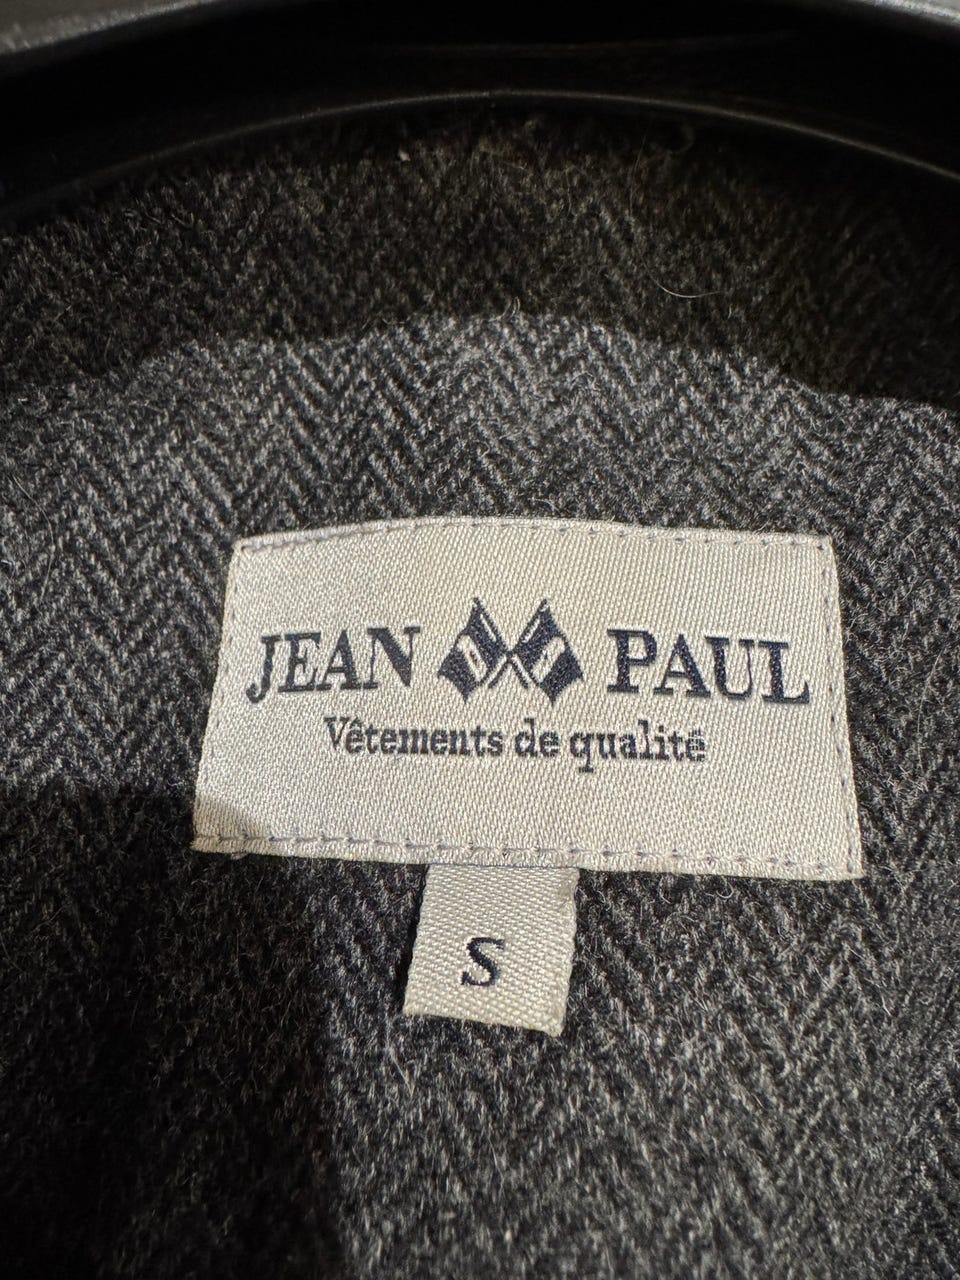 JEAN PAUL
Vêtements de qualité
S